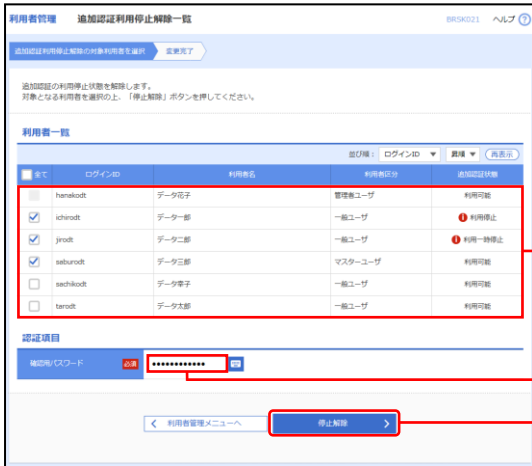 利用者管理 追加認証利用停止解除一覧 BRSK021 ヘルプ ?
追加認証利用停止解除の対象利用者を選択 変更完了
追加認証の利用停止状態を解除します。
対象となる利用者を選択の上、「停止解除」ボタンを押してください。
利用者一覧
並び順： ログインID ▼ 昇順 ▼ 再表示
全て ログインID 利用者名 利用者区分 追加認証状態
hanakodt データ花子 管理者ユーザ 利用可能
ichirodt データ一郎 一般ユーザ 利用停止
jirodt データ二郎 一般ユーザ 利用一時停止
saburodt データ三郎 マスターユーザ 利用可能
sachikodt データ幸子 一般ユーザ 利用可能
tarodt データ太郎 一般ユーザ 利用可能
認証項目
確認用パスワード 必須 ●●●●●●●●●●●●
利用者管理メニューへ 停止解除